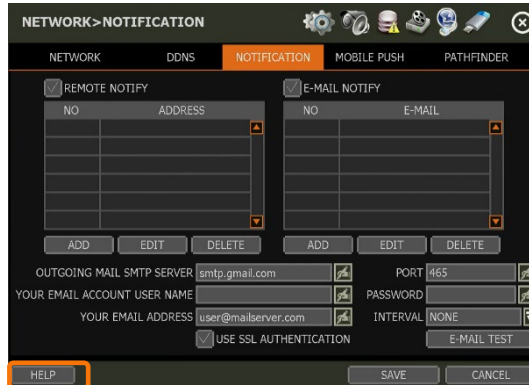 NETWORK>NOTIFICATION
NETWORK DDNS NOTIFICATION MOBILE PUSH PATHFINDER
REMOTE NOTIFY E-MAIL NOTIFY
NO ADDRESS NO E-MAIL
ADD EDIT DELETE ADD EDIT DELETE
OUTGOING MAIL SMTP SERVER smtp.gmail.com PORT 465
YOUR EMAIL ACCOUNT USER NAME PASSWORD
YOUR EMAIL ADDRESS user@mailserver.com INTERVAL NONE
USE SSL AUTHENTICATION E-MAIL TEST
HELP SAVE CANCEL